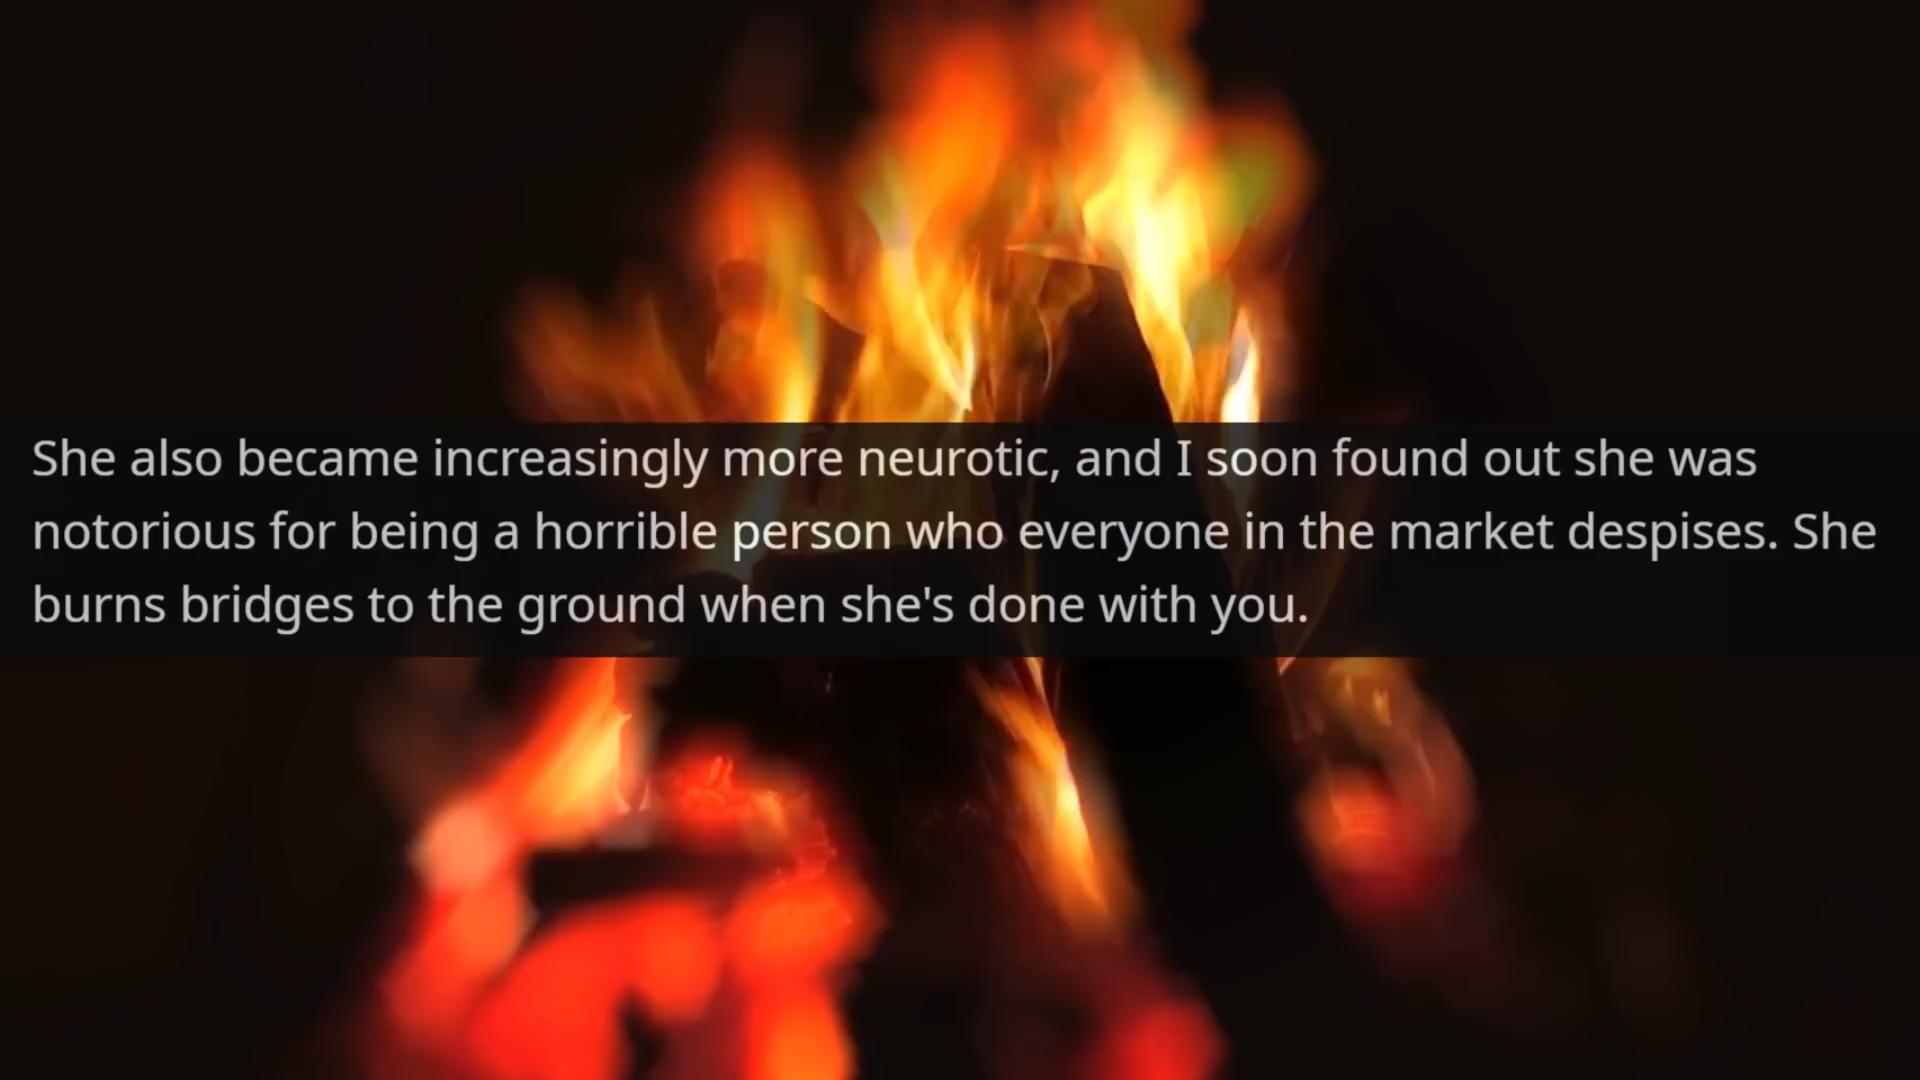 She also became increasingly more neurotic, and I soon found out she was
notorious for being a horrible person who everyone in the market despises. She
burns bridges to the ground when she's done with you.